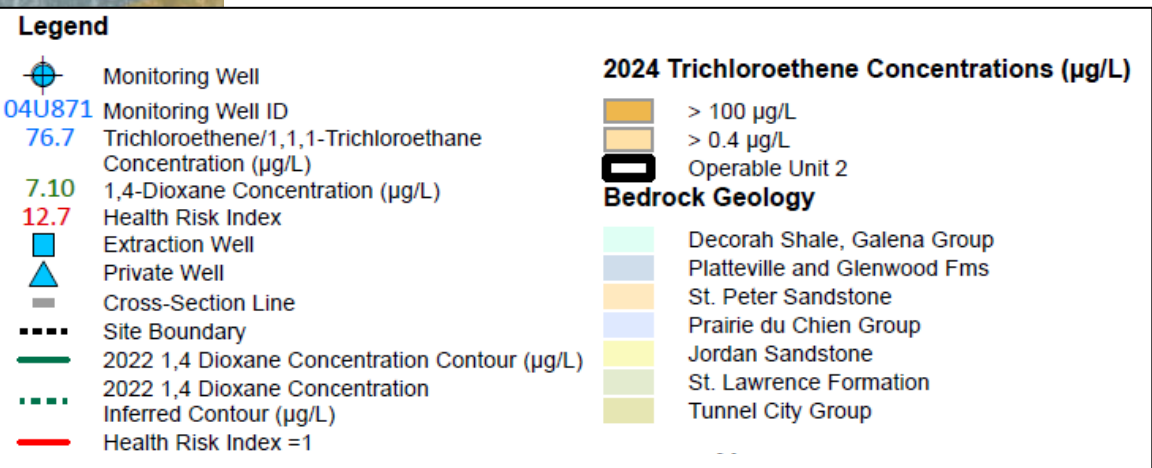 Legend
Monitoring Well
04U871 Monitoring Well ID
76.7 Trichloroethene/1,1,1-Trichloroethane
Concentration (µg/L)
7.10 1,4-Dioxane Concentration (µg/L)
12.7 Health Risk Index
Extraction Well
Private Well
Cross-Section Line
Site Boundary
2022 1,4 Dioxane Concentration Contour (µg/L)
2022 1,4 Dioxane Concentration
Inferred Contour (µg/L)
Health Risk Index =1
2024 Trichloroethene Concentrations (µg/L)
> 100 µg/L
> 0.4 µg/L
Operable Unit 2
Bedrock Geology
Decorah Shale, Galena Group
Platteville and Glenwood Fms
St. Peter Sandstone
Prairie du Chien Group
Jordan Sandstone
St. Lawrence Formation
Tunnel City Group